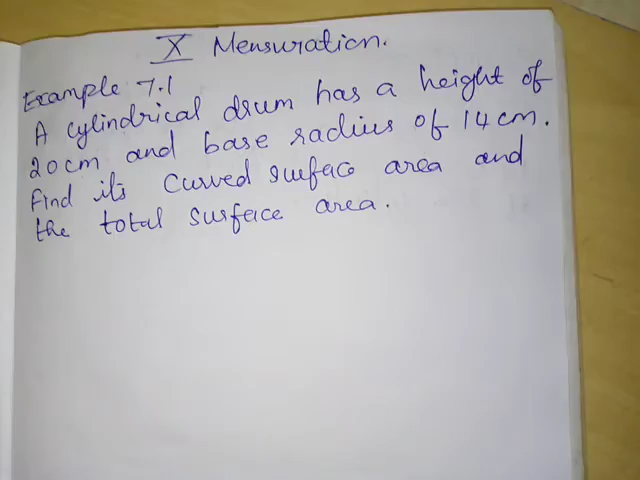 X Mensuration.
Example 7.1
A cylindrical drum has a height of
20cm and base radius of 14cm.
Find its curved surface area and
the total surface area.